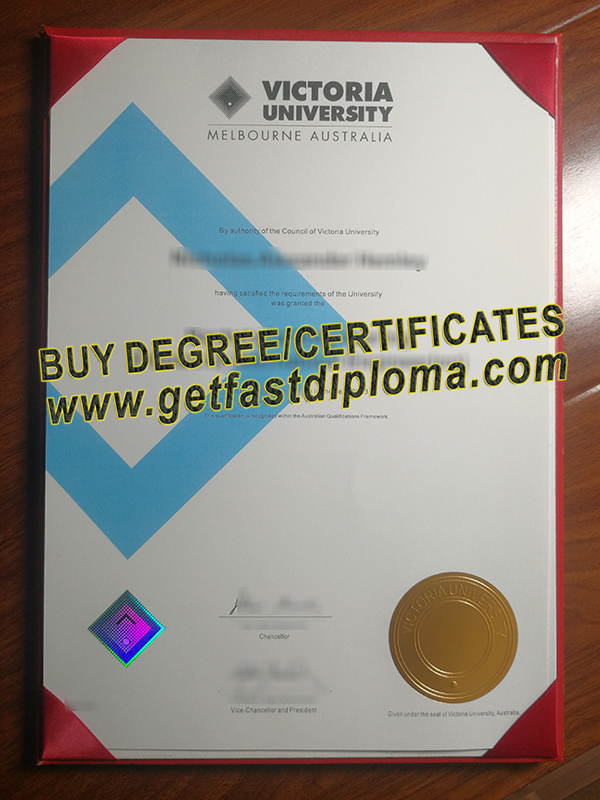 VICTORIA
UNIVERSITY
MELBOURNE AUSTRALIA
By authority of the Council of Victoria University
having satisfied the requirements of the University
was granted the
BUY DEGREE/CERTIFICATES
www.getfastdiploma.com
This qualification is recognised within the Australian Qualifications Framework.
Chancellor
VICTORIA UNIVERSITY
Vice-Chancellor and President
Given under the seal of Victoria University, Australia